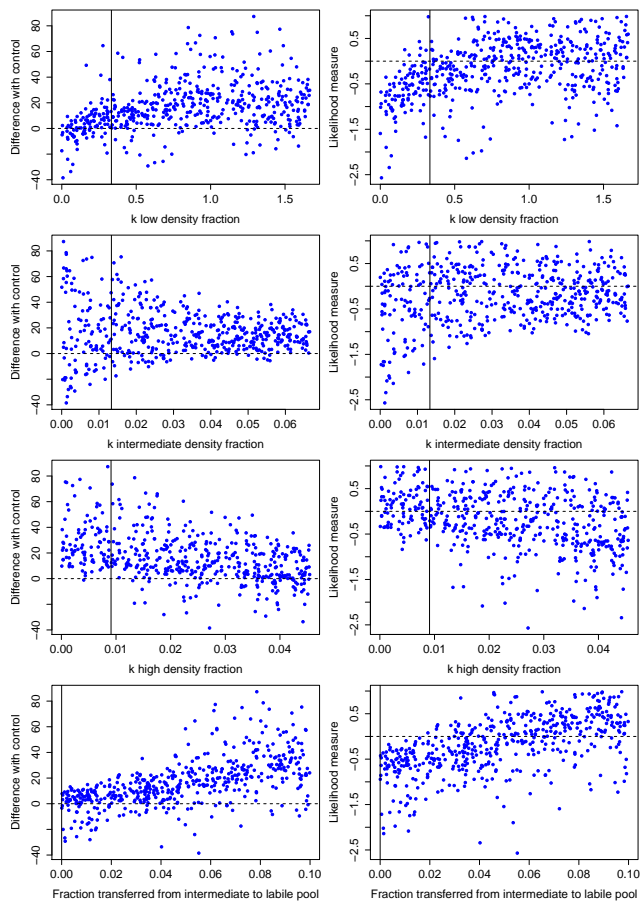 Difference with control
−40 0 20 40 60 80
0.0 0.5 1.0 1.5
k low density fraction
Likelihood measure
−2.5 −1.5 −0.5 0.5
0.0 0.5 1.0 1.5
k low density fraction
Difference with control
−40 0 20 40 60 80
0.00 0.01 0.02 0.03 0.04 0.05 0.06
k intermediate density fraction
Likelihood measure
−2.5 −1.5 −0.5 0.5
0.00 0.01 0.02 0.03 0.04 0.05 0.06
k intermediate density fraction
Difference with control
−40 0 20 40 60 80
0.00 0.01 0.02 0.03 0.04
k high density fraction
Likelihood measure
−2.5 −1.5 −0.5 0.5
0.00 0.01 0.02 0.03 0.04
k high density fraction
Difference with control
−40 0 20 40 60 80
0.00 0.02 0.04 0.06 0.08 0.10
Fraction transferred from intermediate to labile pool
Likelihood measure
−2.5 −1.5 −0.5 0.5
0.00 0.02 0.04 0.06 0.08 0.10
Fraction transferred from intermediate to labile pool